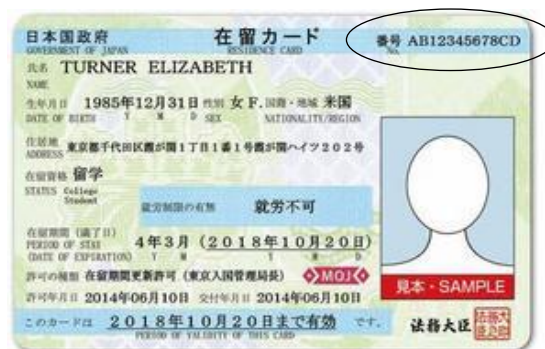 日本国政府 在留カード 番号 AB12345678CD
GOVERNMENT OF JAPAN RESIDENCE CARD No.
氏名 TURNER ELIZABETH
NAME
生年月日 1985年12月31日 性別 女 F. 国籍・地域 米国
DATE OF BIRTH Y M D SEX NATIONALITY/REGION
住居地 東京都千代田区霞が関1丁目1番1号霞が関ハイツ202号
ADDRESS
在留資格 留学
STATUS College
Student
就労制限の有無 就労不可
在留期間(満了日) 4年3月(2018年10月20日)
PERIOD OF STAY
(DATE OF EXPIRATION) Y M Y M D
許可の種類 在留期間更新許可(東京入国管理局長) MOJ
見本・SAMPLE
許可年月日 2014年06月10日 交付年月日 2014年06月10日
このカードは 2018年10月20日まで有効 です。 法務大臣
PERIOD OF VALIDITY OF THIS CARD